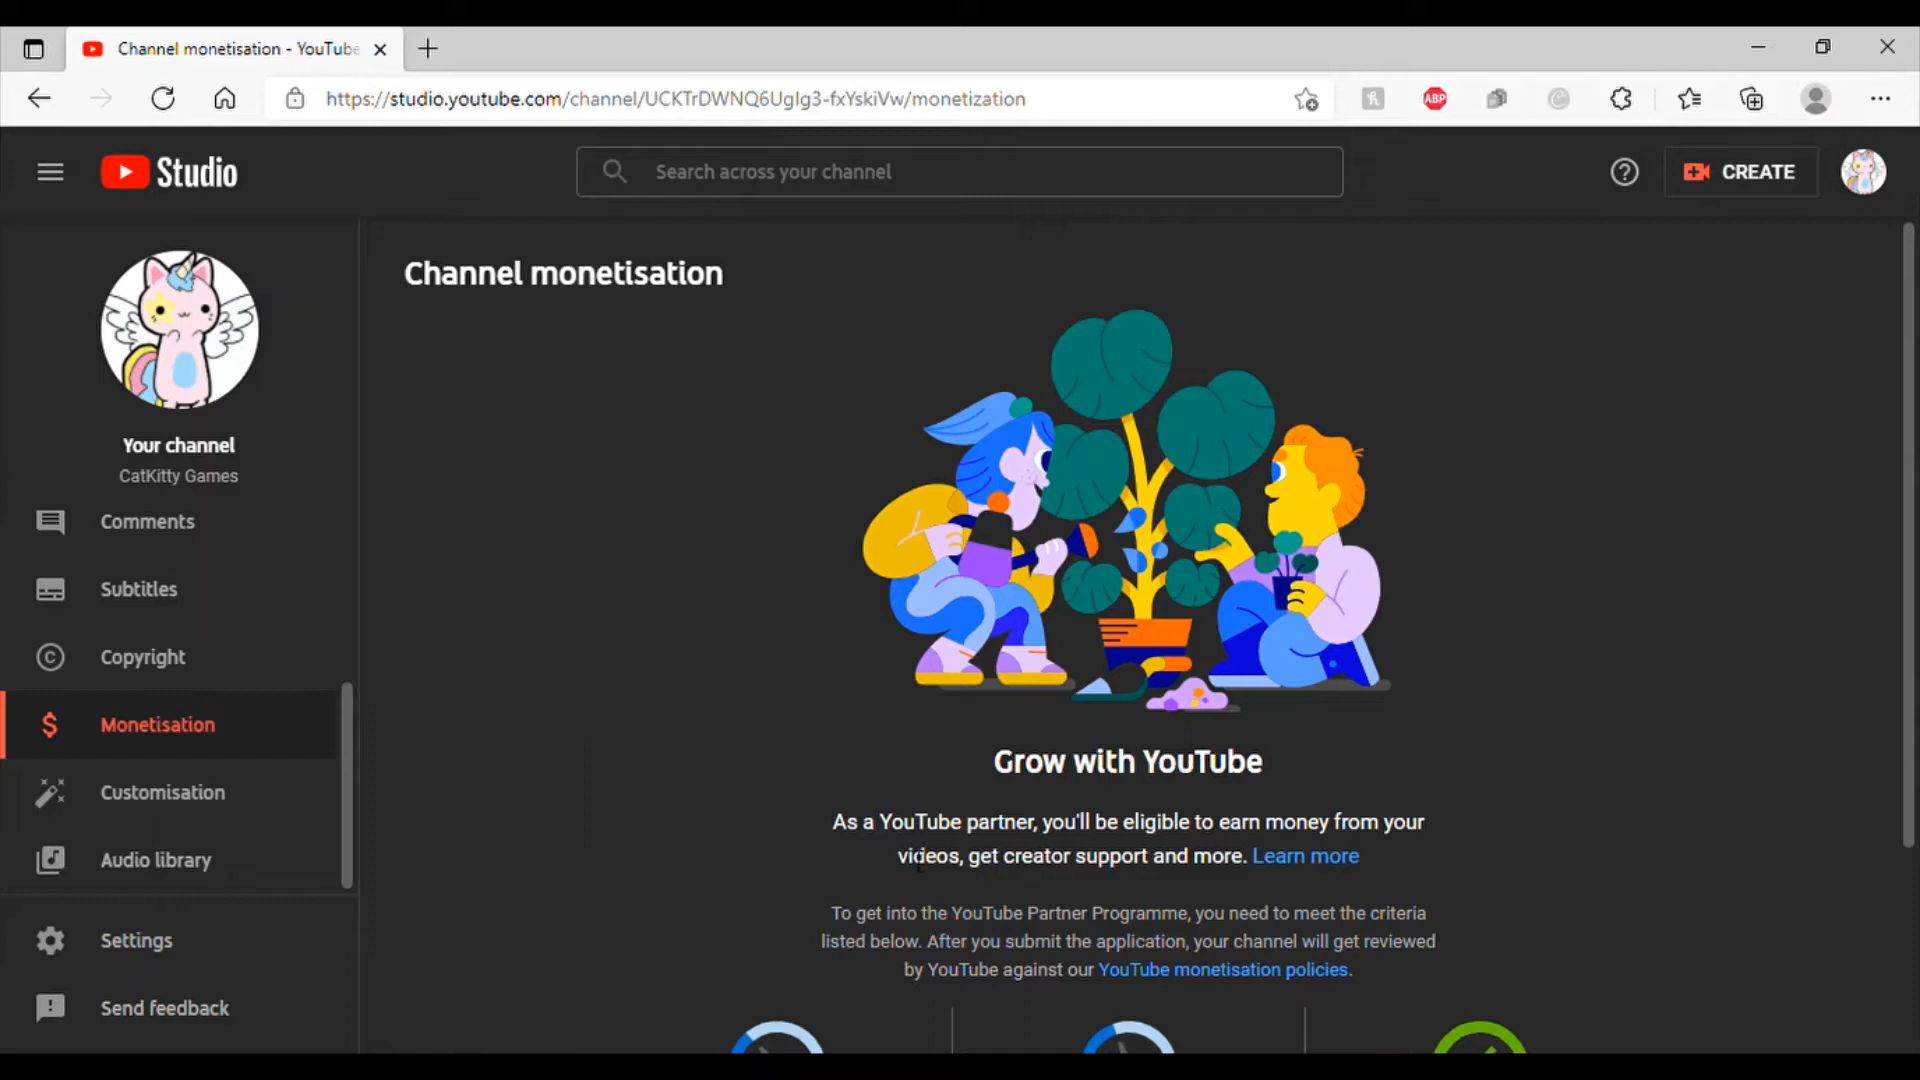 Channel monetisation - YouTube
https://studio.youtube.com/channel/UCKTrDWNQ6UgIg3-fxYskiVw/monetization
ABP
Studio
Search across your channel
CREATE
Your channel
CatKitty Games
Comments
Subtitles
Copyright
Monetisation
Customisation
Audio library
Settings
Send feedback
Channel monetisation
Grow with YouTube
As a YouTube partner, you'll be eligible to earn money from your
videos, get creator support and more. Learn more
To get into the YouTube Partner Programme, you need to meet the criteria
listed below. After you submit the application, your channel will get reviewed
by YouTube against our YouTube monetisation policies.